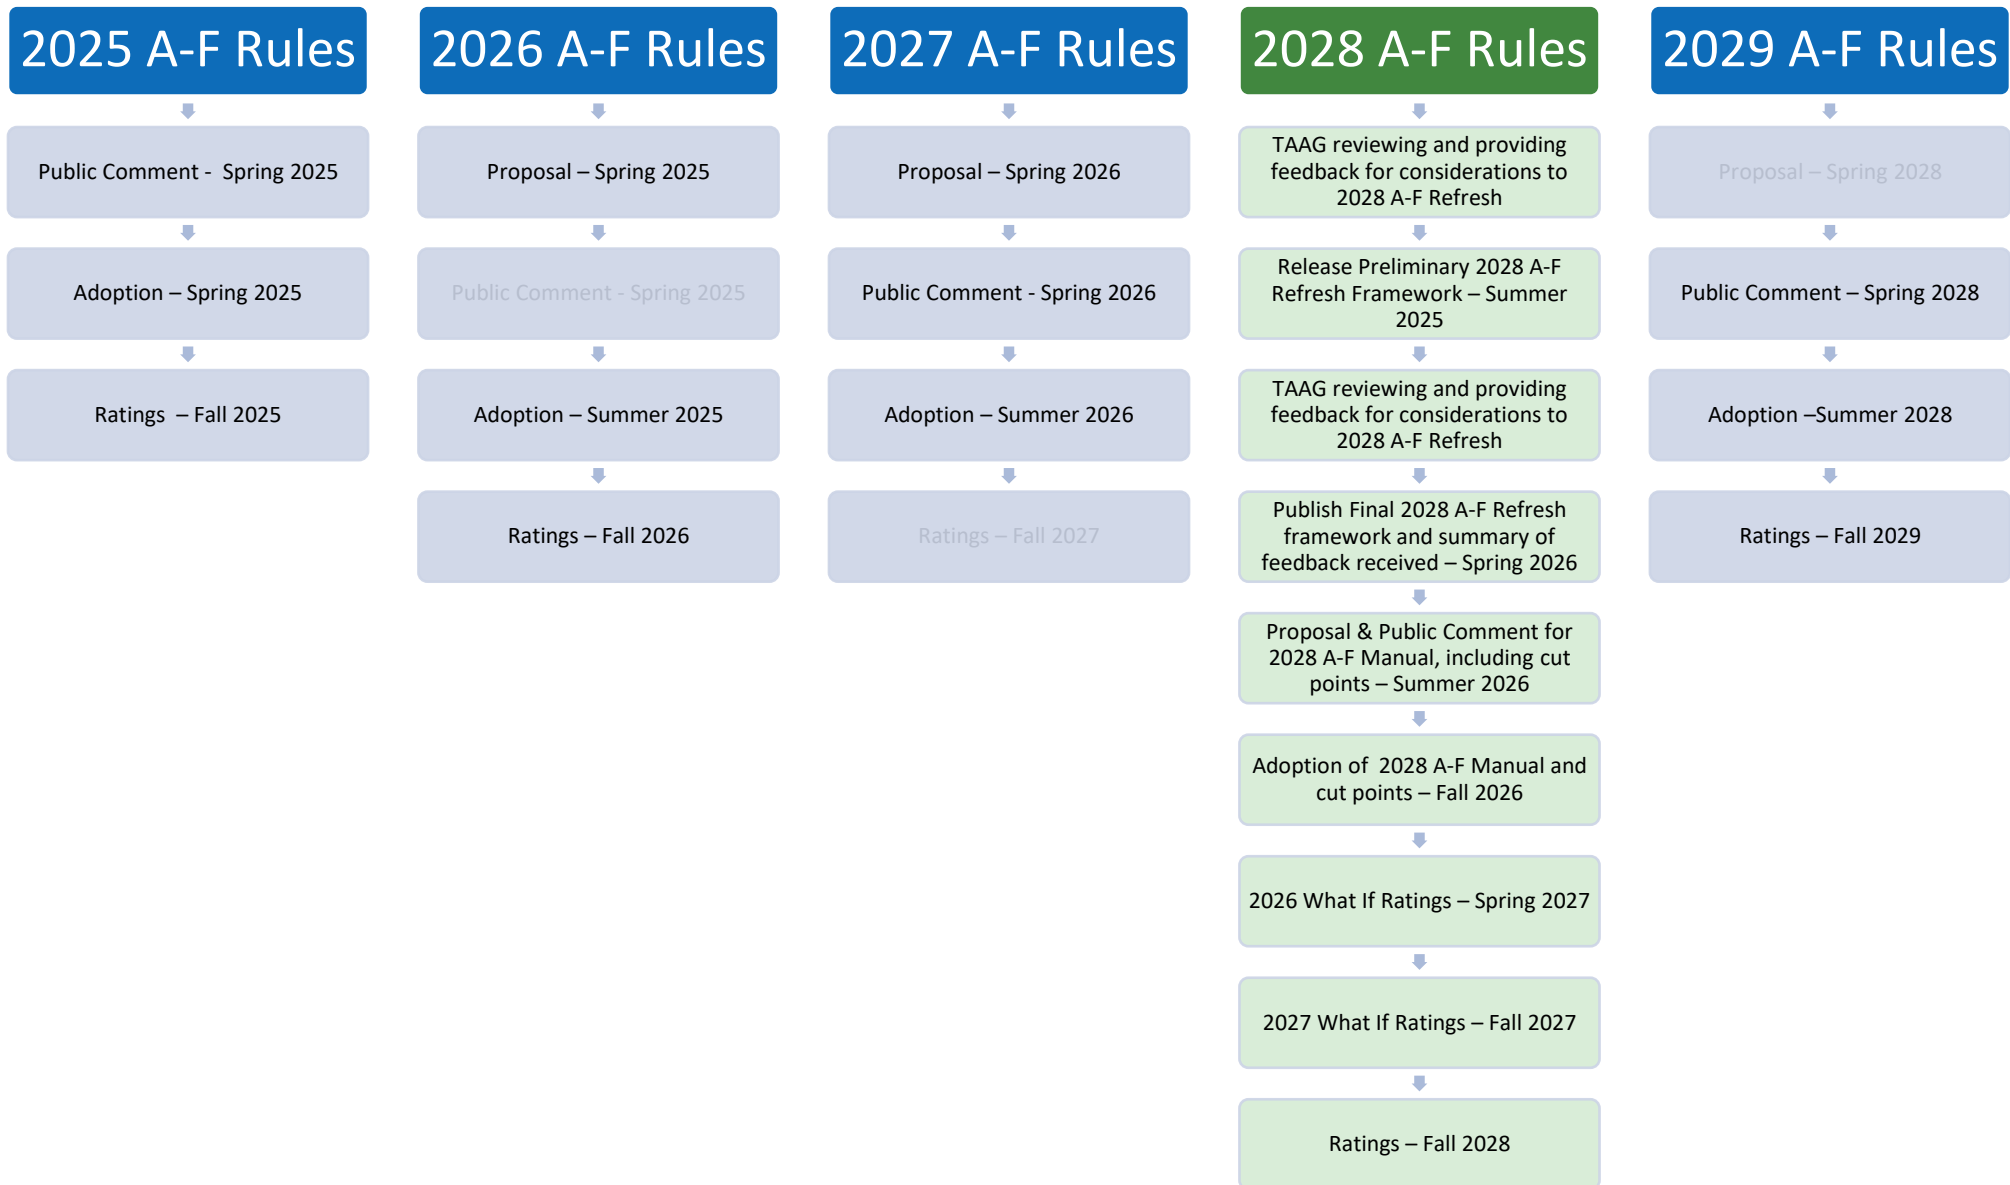 2025 A-F Rules
Public Comment -  Spring 2025
Adoption – Spring 2025
Ratings  – Fall 2025
2026 A-F Rules
Proposal – Spring 2025
Public Comment - Spring 2025
Adoption – Summer 2025
Ratings – Fall 2026
2027 A-F Rules
Proposal – Spring 2026
Public Comment - Spring 2026
Adoption – Summer 2026
Ratings – Fall 2027
2028 A-F Rules
TAAG reviewing and providing
feedback for considerations to
2028 A-F Refresh
Release Preliminary 2028 A-F
Refresh Framework – Summer
2025
TAAG reviewing and providing
feedback for considerations to
2028 A-F Refresh
Publish Final 2028 A-F Refresh
framework and summary of
feedback received – Spring 2026
Proposal & Public Comment for
2028 A-F Manual, including cut
points – Summer 2026
Adoption of  2028 A-F Manual and
cut points – Fall 2026
2026 What If Ratings – Spring 2027
2027 What If Ratings – Fall 2027
Ratings – Fall 2028
2029 A-F Rules
Proposal – Spring 2028
Public Comment – Spring 2028
Adoption –Summer 2028
Ratings – Fall 2029